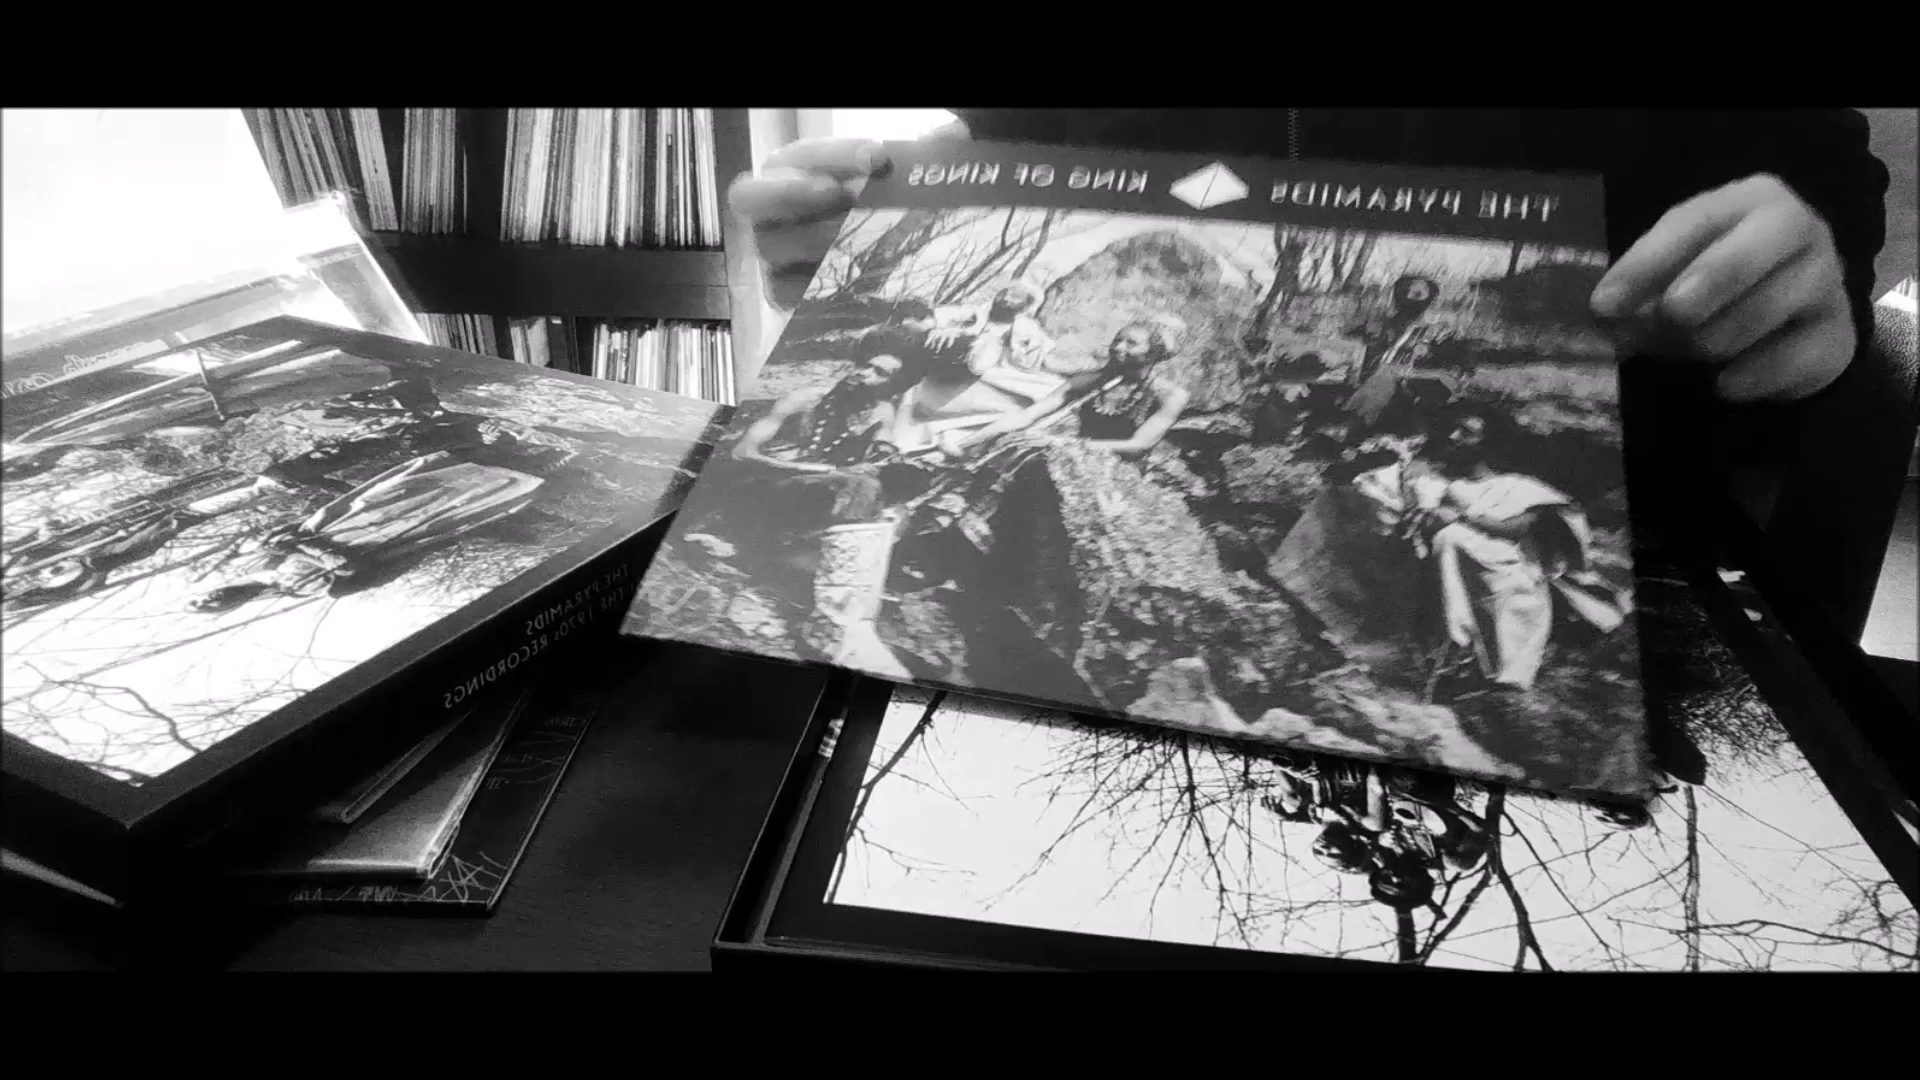 THE PYRAMIDS KING OF KINGS
THE PYRAMIDS
THE 1970s RECORDINGS